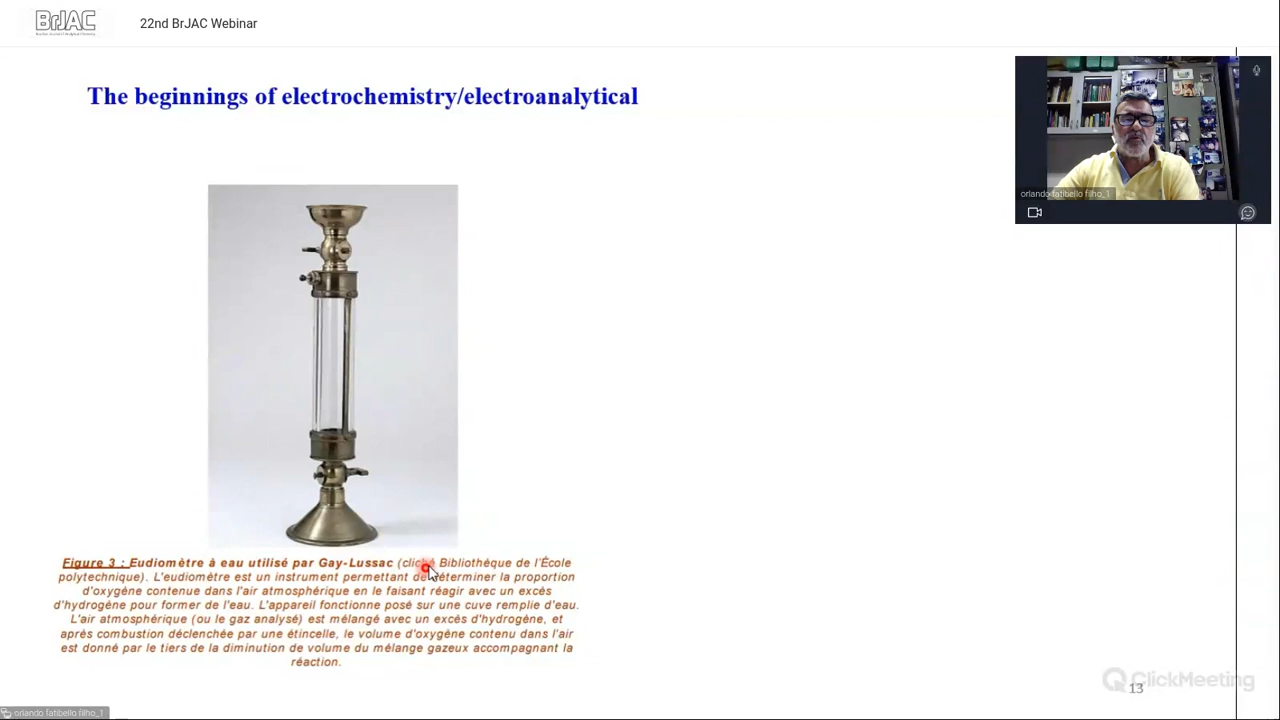 BrJAC
22nd BrJAC Webinar
The beginnings of electrochemistry/electroanalytical
orlando fatibello filho_1
Figure 3 : Eudiomètre à eau utilisé par Gay-Lussac (cliché Bibliothèque de l'École
polytechnique). L'eudiomètre est un instrument permettant de déterminer la proportion
d'oxygène contenue dans l'air atmosphérique en le faisant réagir avec un excès
d'hydrogène pour former de l'eau. L'appareil fonctionne posé sur une cuve remplie d'eau.
L'air atmosphérique (ou le gaz analysé) est mélangé avec un excès d'hydrogène, et
après combustion déclenchée par une étincelle, le volume d'oxygène contenu dans l'air
est donné par le tiers de la diminution de volume du mélange gazeux accompagnant la
réaction.
ClickMeeting
13
orlando fatibello filho_1